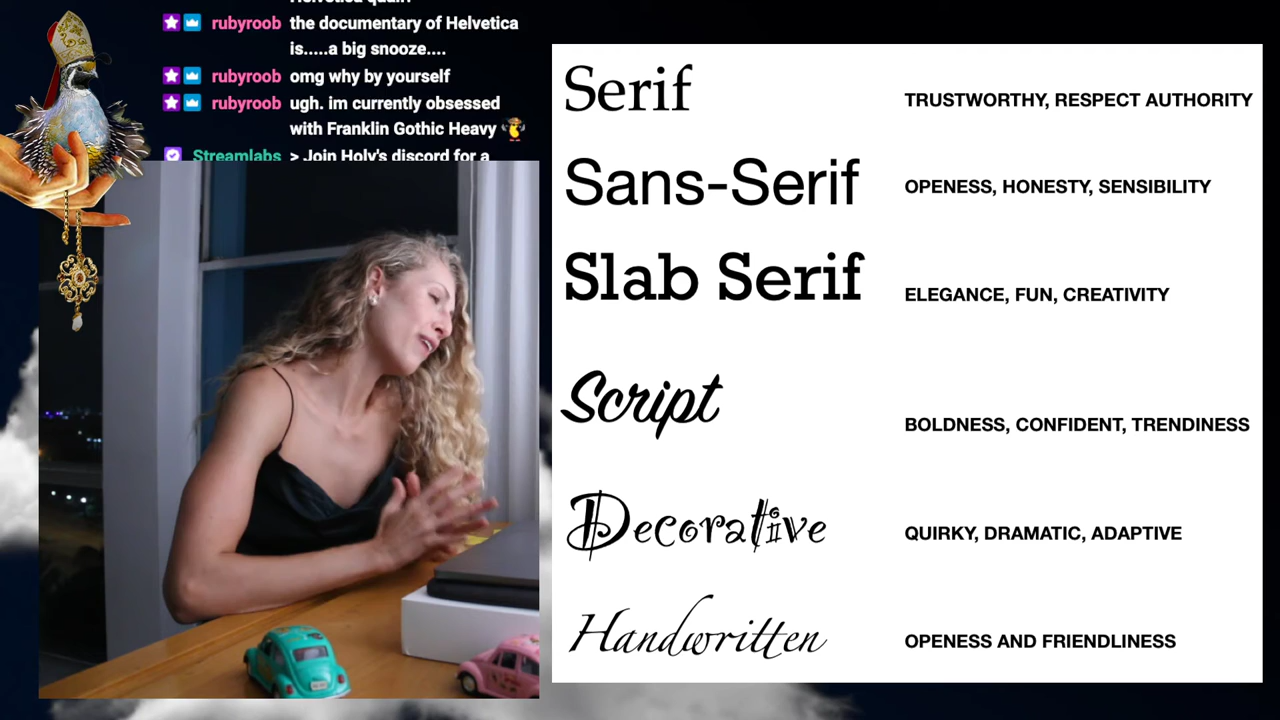 rubyroob the documentary of Helvetica
is.....a big snooze....
rubyroob omg why by yourself
rubyroob ugh. im currently obsessed
with Franklin Gothic Heavy
Streamlabs > Join Holy's discord for a
Serif
TRUSTWORTHY, RESPECT AUTHORITY
Sans-Serif
OPENESS, HONESTY, SENSIBILITY
Slab Serif
ELEGANCE, FUN, CREATIVITY
Script
BOLDNESS, CONFIDENT, TRENDINESS
Decorative
QUIRKY, DRAMATIC, ADAPTIVE
Handwritten
OPENESS AND FRIENDLINESS